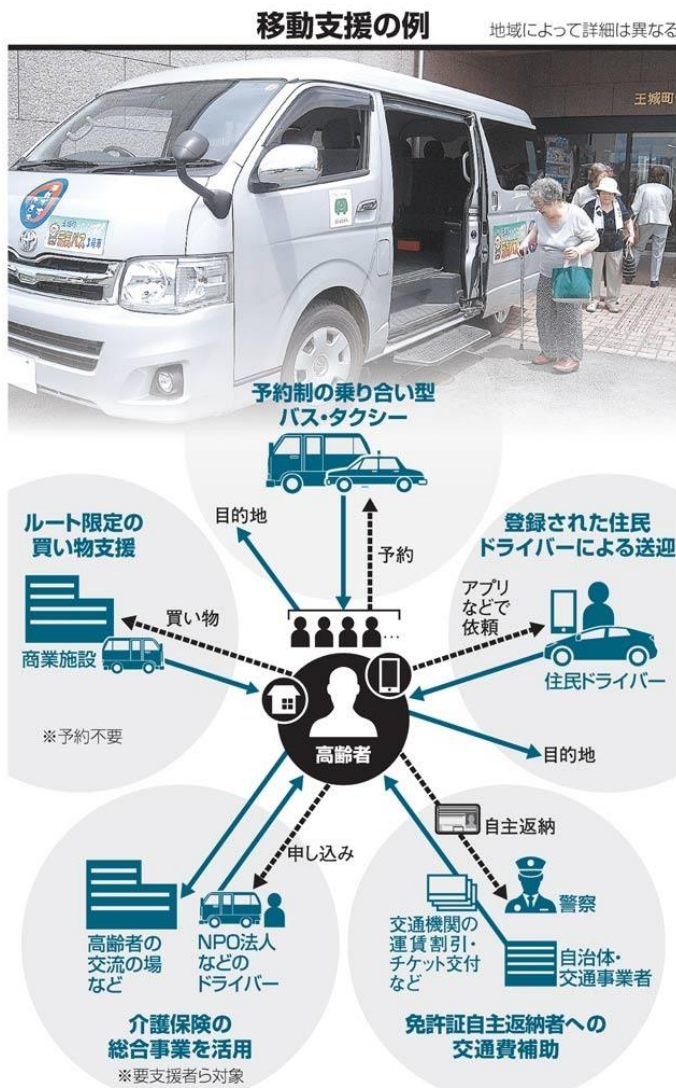 移動支援の例
地域によって詳細は異なる
王城町
福祉バス
予約制の乗り合い型
バス・タクシー
目的地
予約
ルート限定の
買い物支援
買い物
商業施設
※予約不要
登録された住民
ドライバーによる送迎
アプリ
などで
依頼
住民ドライバー
目的地
高齢者
申し込み
高齢者の
交流の場
など
NPO法人
などの
ドライバー
介護保険の
総合事業を活用
※要支援者ら対象
自主返納
警察
交通機関の
運賃割引・
チケット交付
など
自治体・
交通事業者
免許証自主返納者への
交通費補助